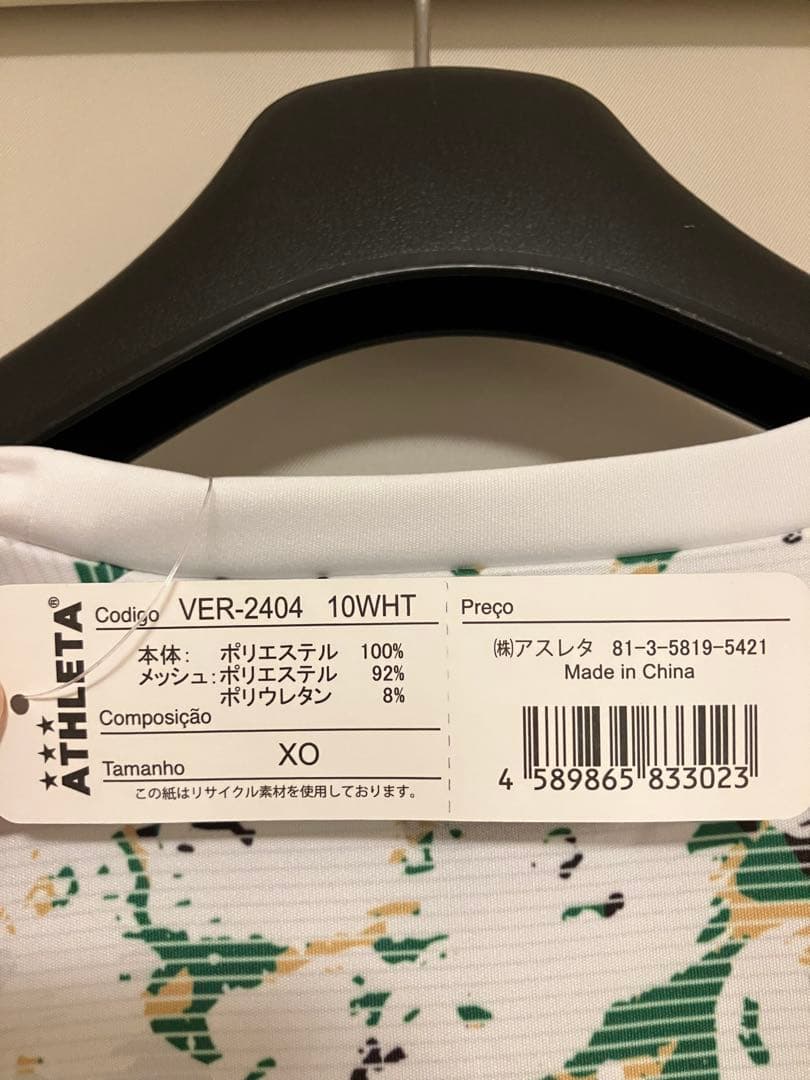 ATHLETA®
Codigo VER-2404 10WHT
本体： ポリエステル 100%
メッシュ：ポリエステル 92%
ポリウレタン 8%
Composição
Tamanho XO
この紙はリサイクル素材を使用しております。
Preço
㈱アスレタ 81-3-5819-5421
Made in China
4 589865 833023